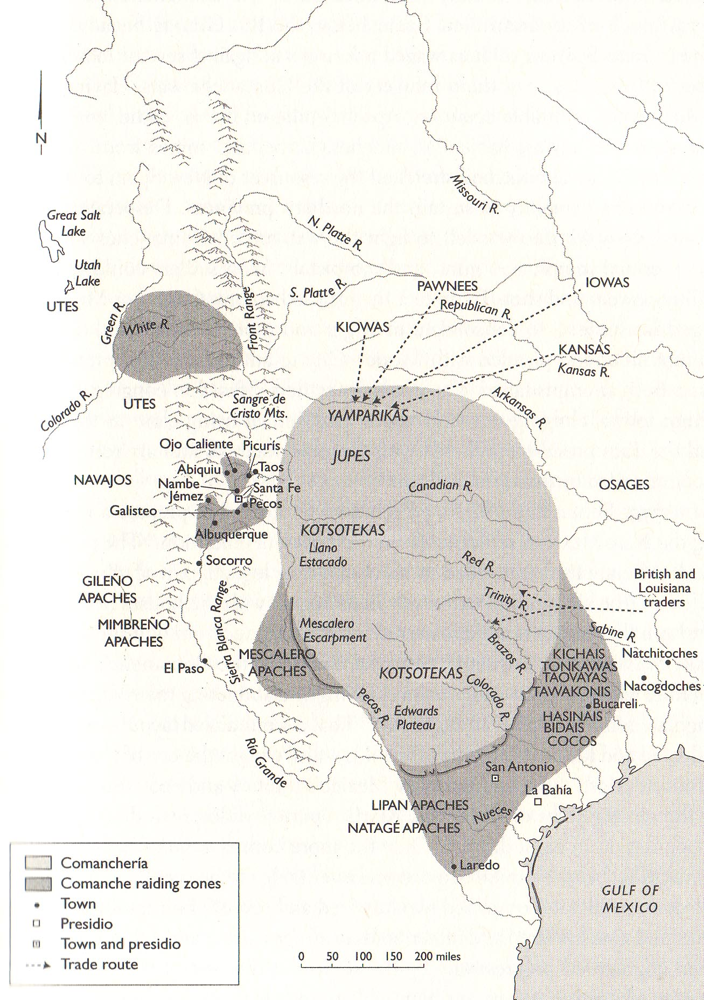 N
Great Salt
Lake
Utah
Lake
UTES
Green R.
White R.
Front Range
N. Platte R.
S. Platte R.
Missouri R.
PAWNEES
IOWAS
Republican R.
KIOWAS
KANSAS
Kansas R.
Colorado R.
UTES
Sangre de
Cristo Mts.
Arkansas R.
YAMPARIKAS
JUPES
Ojo Caliente
Picurís
Abiquiu
Taos
NAVAJOS
Nambe
Santa Fe
Jémez
Pecos
Galisteo
Albuquerque
Canadian R.
OSAGES
KOTSOTEKAS
Llano
Estacado
Socorro
Red R.
GILEÑO
APACHES
British and
Louisiana
traders
Trinity R.
Sierra Blanca Range
MIMBREÑO
APACHES
Mescalero
Escarpment
Sabine R.
Brazos R.
MESCALERO
APACHES
El Paso
KICHAIS
TONKAWAS
TAOVAYAS
TAWAKONIS
Natchitoches
Nacogdoches
Bucareli
KOTSOTEKAS
Colorado R.
Pecos R.
Edwards
Plateau
HASINAIS
BIDAIS
COCOS
Río Grande
San Antonio
La Bahía
LIPAN APACHES
Nueces R.
NATAGÉ APACHES
Laredo
GULF OF
MEXICO
Comanchería
Comanche raiding zones
Town
Presidio
Town and presidio
Trade route
0 50 100 150 200 miles